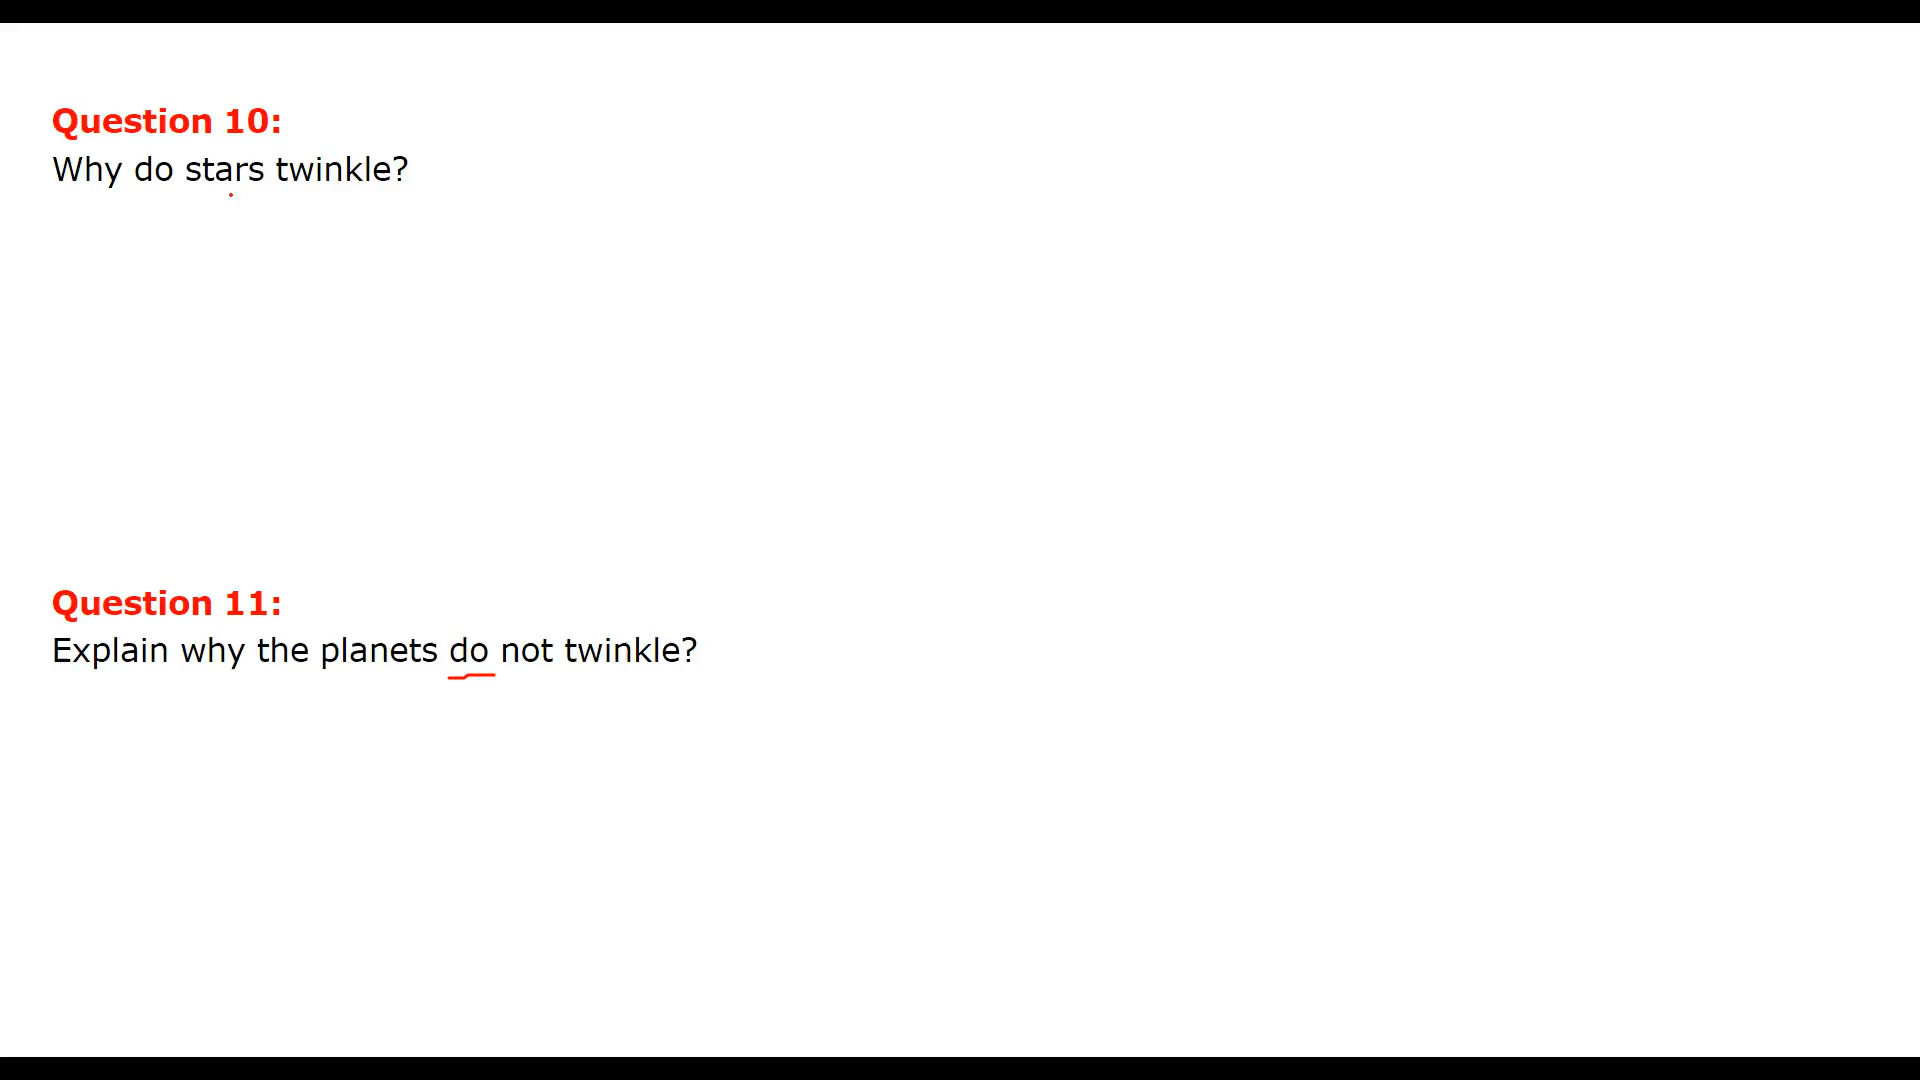 Question 10:
Why do stars twinkle?
Question 11:
Explain why the planets do not twinkle?